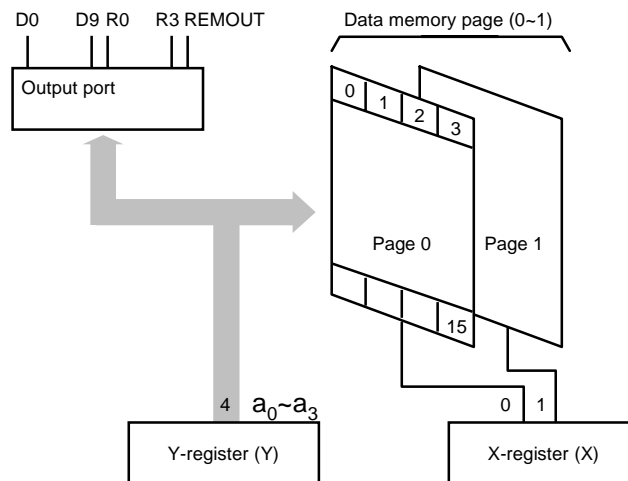 D0 D9 R0 R3 REMOUT
Data memory page (0~1)
Output port
0 1 2 3
Page 0 Page 1
15
4 a0~a3
0 1
Y-register (Y)
X-register (X)